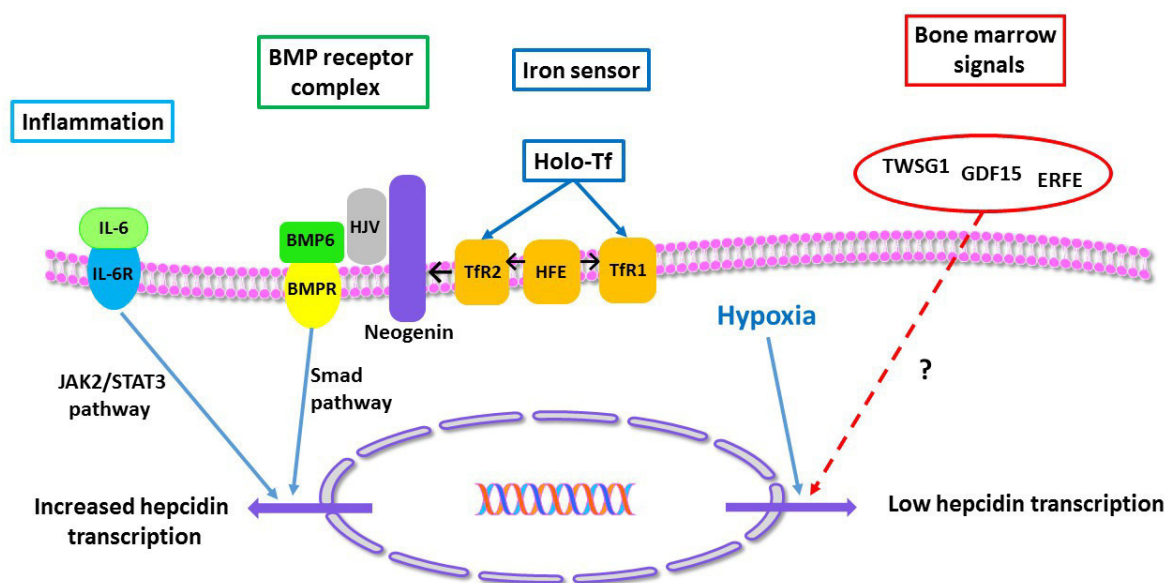 Inflammation
BMP receptor
complex
Iron sensor
Bone marrow
signals
Holo-Tf
TWSG1 GDF15 ERFE
IL-6
IL-6R
BMP6
BMPR
HJV
Neogenin
TfR2
HFE
TfR1
Hypoxia
?
JAK2/STAT3
pathway
Smad
pathway
Increased hepcidin
transcription
Low hepcidin transcription